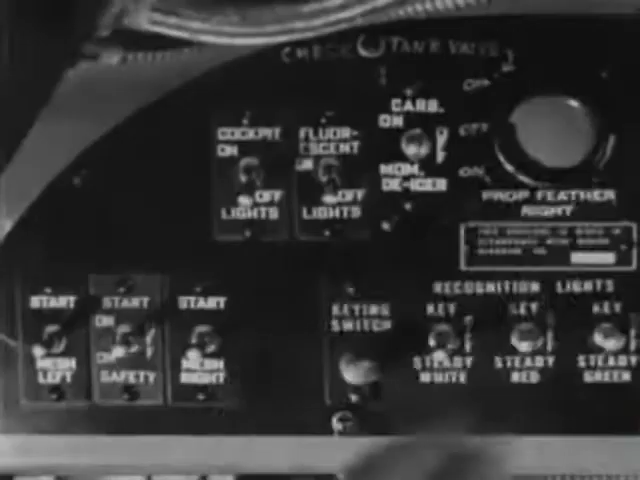 CHECK TANK VALVE
COCKPIT
ON
OFF
LIGHTS
FLUOR-
ESCENT
ON
OFF
LIGHTS
CARB.
ON
MOM.
DE-ICER
OFF
ON
PROP FEATHER
RIGHT
RECOGNITION LIGHTS
START
MESH
LEFT
START
ON
SAFETY
START
MESH
RIGHT
KEYING
SWITCH
KEY
STEADY
WHITE
KEY
STEADY
RED
KEY
STEADY
GREEN